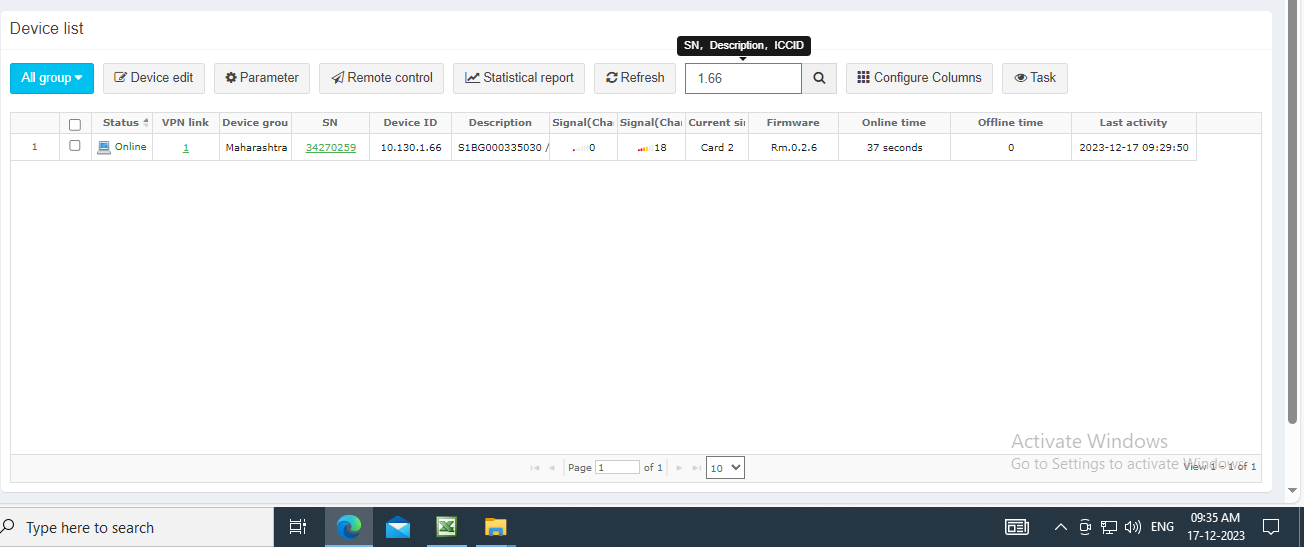 Device list
SN, Description, ICCID
All group Device edit Parameter Remote control Statistical report Refresh 1.66 Configure Columns Task
Status VPN link Device grou SN Device ID Description Signal(Cha Signal(Cha Current si Firmware Online time Offline time Last activity
1 Online 1 Maharashtra 34270259 10.130.1.66 S1BG000335030 / 0 18 Card 2 Rm.0.2.6 37 seconds 0 2023-12-17 09:29:50
Activate Windows
Go to Settings to activate Windows.
Page 1 of 1 10 View 1 - 1 of 1
Type here to search ENG 09:35 AM
17-12-2023